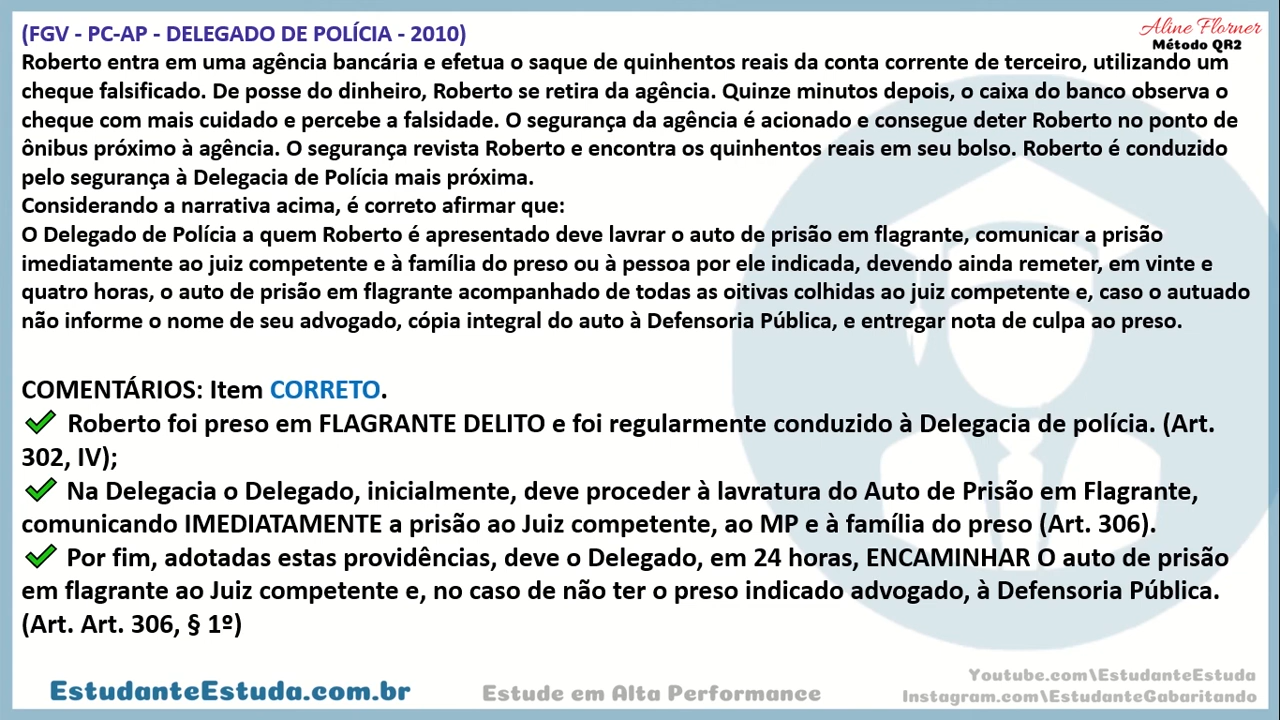 (FGV - PC-AP - DELEGADO DE POLÍCIA - 2010)
Aline Florner
Método QR2
Roberto entra em uma agência bancária e efetua o saque de quinhentos reais da conta corrente de terceiro, utilizando um
cheque falsificado. De posse do dinheiro, Roberto se retira da agência. Quinze minutos depois, o caixa do banco observa o
cheque com mais cuidado e percebe a falsidade. O segurança da agência é acionado e consegue deter Roberto no ponto de
ônibus próximo à agência. O segurança revista Roberto e encontra os quinhentos reais em seu bolso. Roberto é conduzido
pelo segurança à Delegacia de Polícia mais próxima.
Considerando a narrativa acima, é correto afirmar que:
O Delegado de Polícia a quem Roberto é apresentado deve lavrar o auto de prisão em flagrante, comunicar a prisão
imediatamente ao juiz competente e à família do preso ou à pessoa por ele indicada, devendo ainda remeter, em vinte e
quatro horas, o auto de prisão em flagrante acompanhado de todas as oitivas colhidas ao juiz competente e, caso o autuado
não informe o nome de seu advogado, cópia integral do auto à Defensoria Pública, e entregar nota de culpa ao preso.
COMENTÁRIOS: Item CORRETO.
✔ Roberto foi preso em FLAGRANTE DELITO e foi regularmente conduzido à Delegacia de polícia. (Art.
302, IV);
✔ Na Delegacia o Delegado, inicialmente, deve proceder à lavratura do Auto de Prisão em Flagrante,
comunicando IMEDIATAMENTE a prisão ao Juiz competente, ao MP e à família do preso (Art. 306).
✔ Por fim, adotadas estas providências, deve o Delegado, em 24 horas, ENCAMINHAR O auto de prisão
em flagrante ao Juiz competente e, no caso de não ter o preso indicado advogado, à Defensoria Pública.
(Art. Art. 306, § 1º)
EstudanteEstuda.com.br
Estude em Alta Performance
Youtube.com\EstudanteEstuda
Instagram.com\EstudanteGabaritando